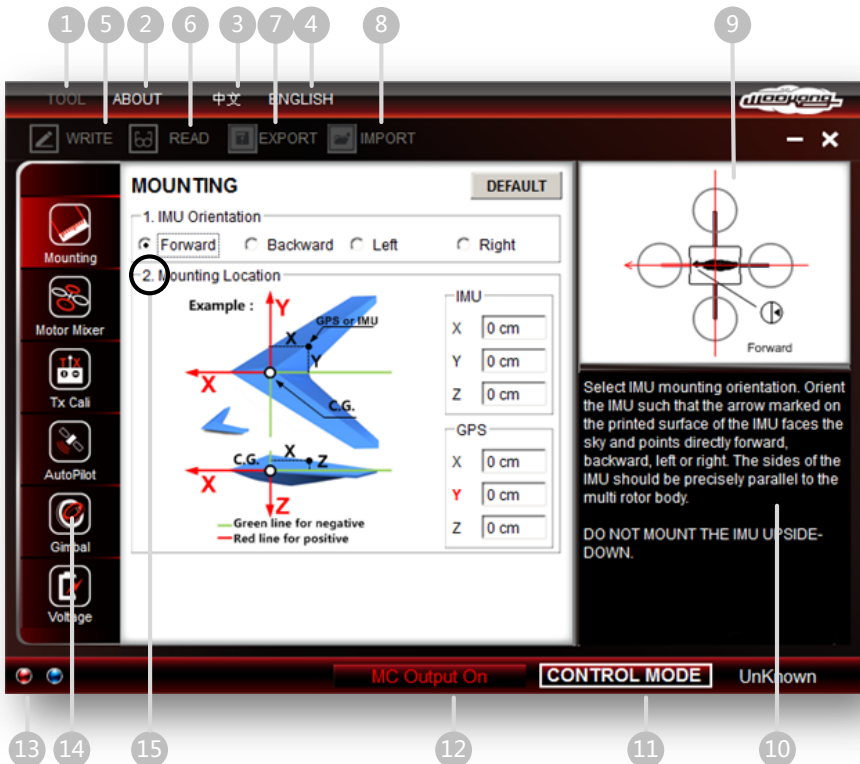 1 5 2 6 3 7 4 8 9
TOOL ABOUT 中文 ENGLISH
WRITE READ EXPORT IMPORT
MOUNTING
DEFAULT
1. IMU Orientation
Forward Backward Left Right
2. Mounting Location
Example :
Y
GPS or IMU
X
Y
X
C.G.
C.G. X Z
X
Z
Green line for negative
Red line for positive
IMU
X 0 cm
Y 0 cm
Z 0 cm
GPS
X 0 cm
Y 0 cm
Z 0 cm
Mounting
Motor Mixer
Tx Cali
AutoPilot
Gimbal
Voltage
Forward
Select IMU mounting orientation. Orient
the IMU such that the arrow marked on
the printed surface of the IMU faces the
sky and points directly forward,
backward, left or right. The sides of the
IMU should be precisely parallel to the
multi rotor body.
DO NOT MOUNT THE IMU UPSIDE-
DOWN.
MC Output On CONTROL MODE UnKnown
13 14 15 12 11 10